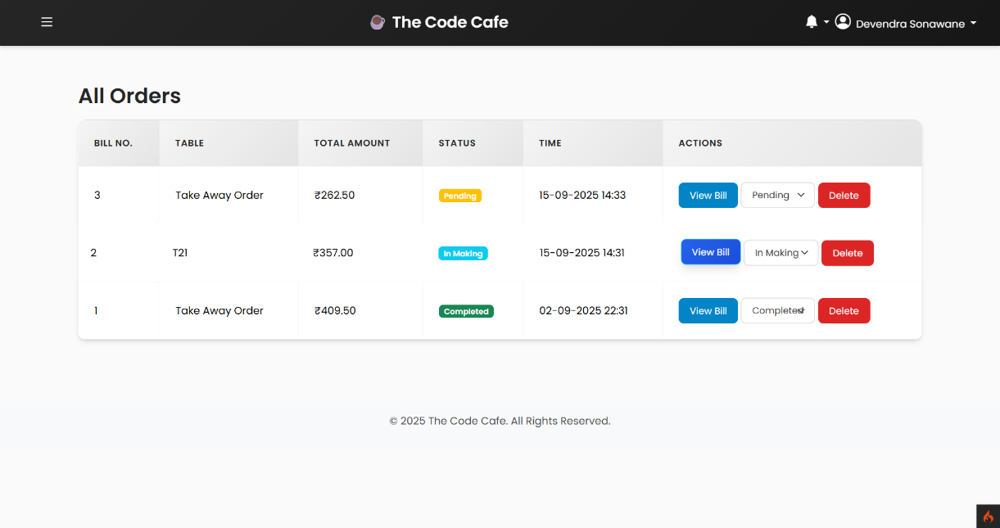 The Code Cafe
Devendra Sonawane
All Orders
BILL NO. TABLE TOTAL AMOUNT STATUS TIME ACTIONS
3 Take Away Order ₹262.50 Pending 15-09-2025 14:33 View Bill Pending Delete
2 T21 ₹357.00 In Making 15-09-2025 14:31 View Bill In Making Delete
1 Take Away Order ₹409.50 Completed 02-09-2025 22:31 View Bill Completed Delete
© 2025 The Code Cafe. All Rights Reserved.